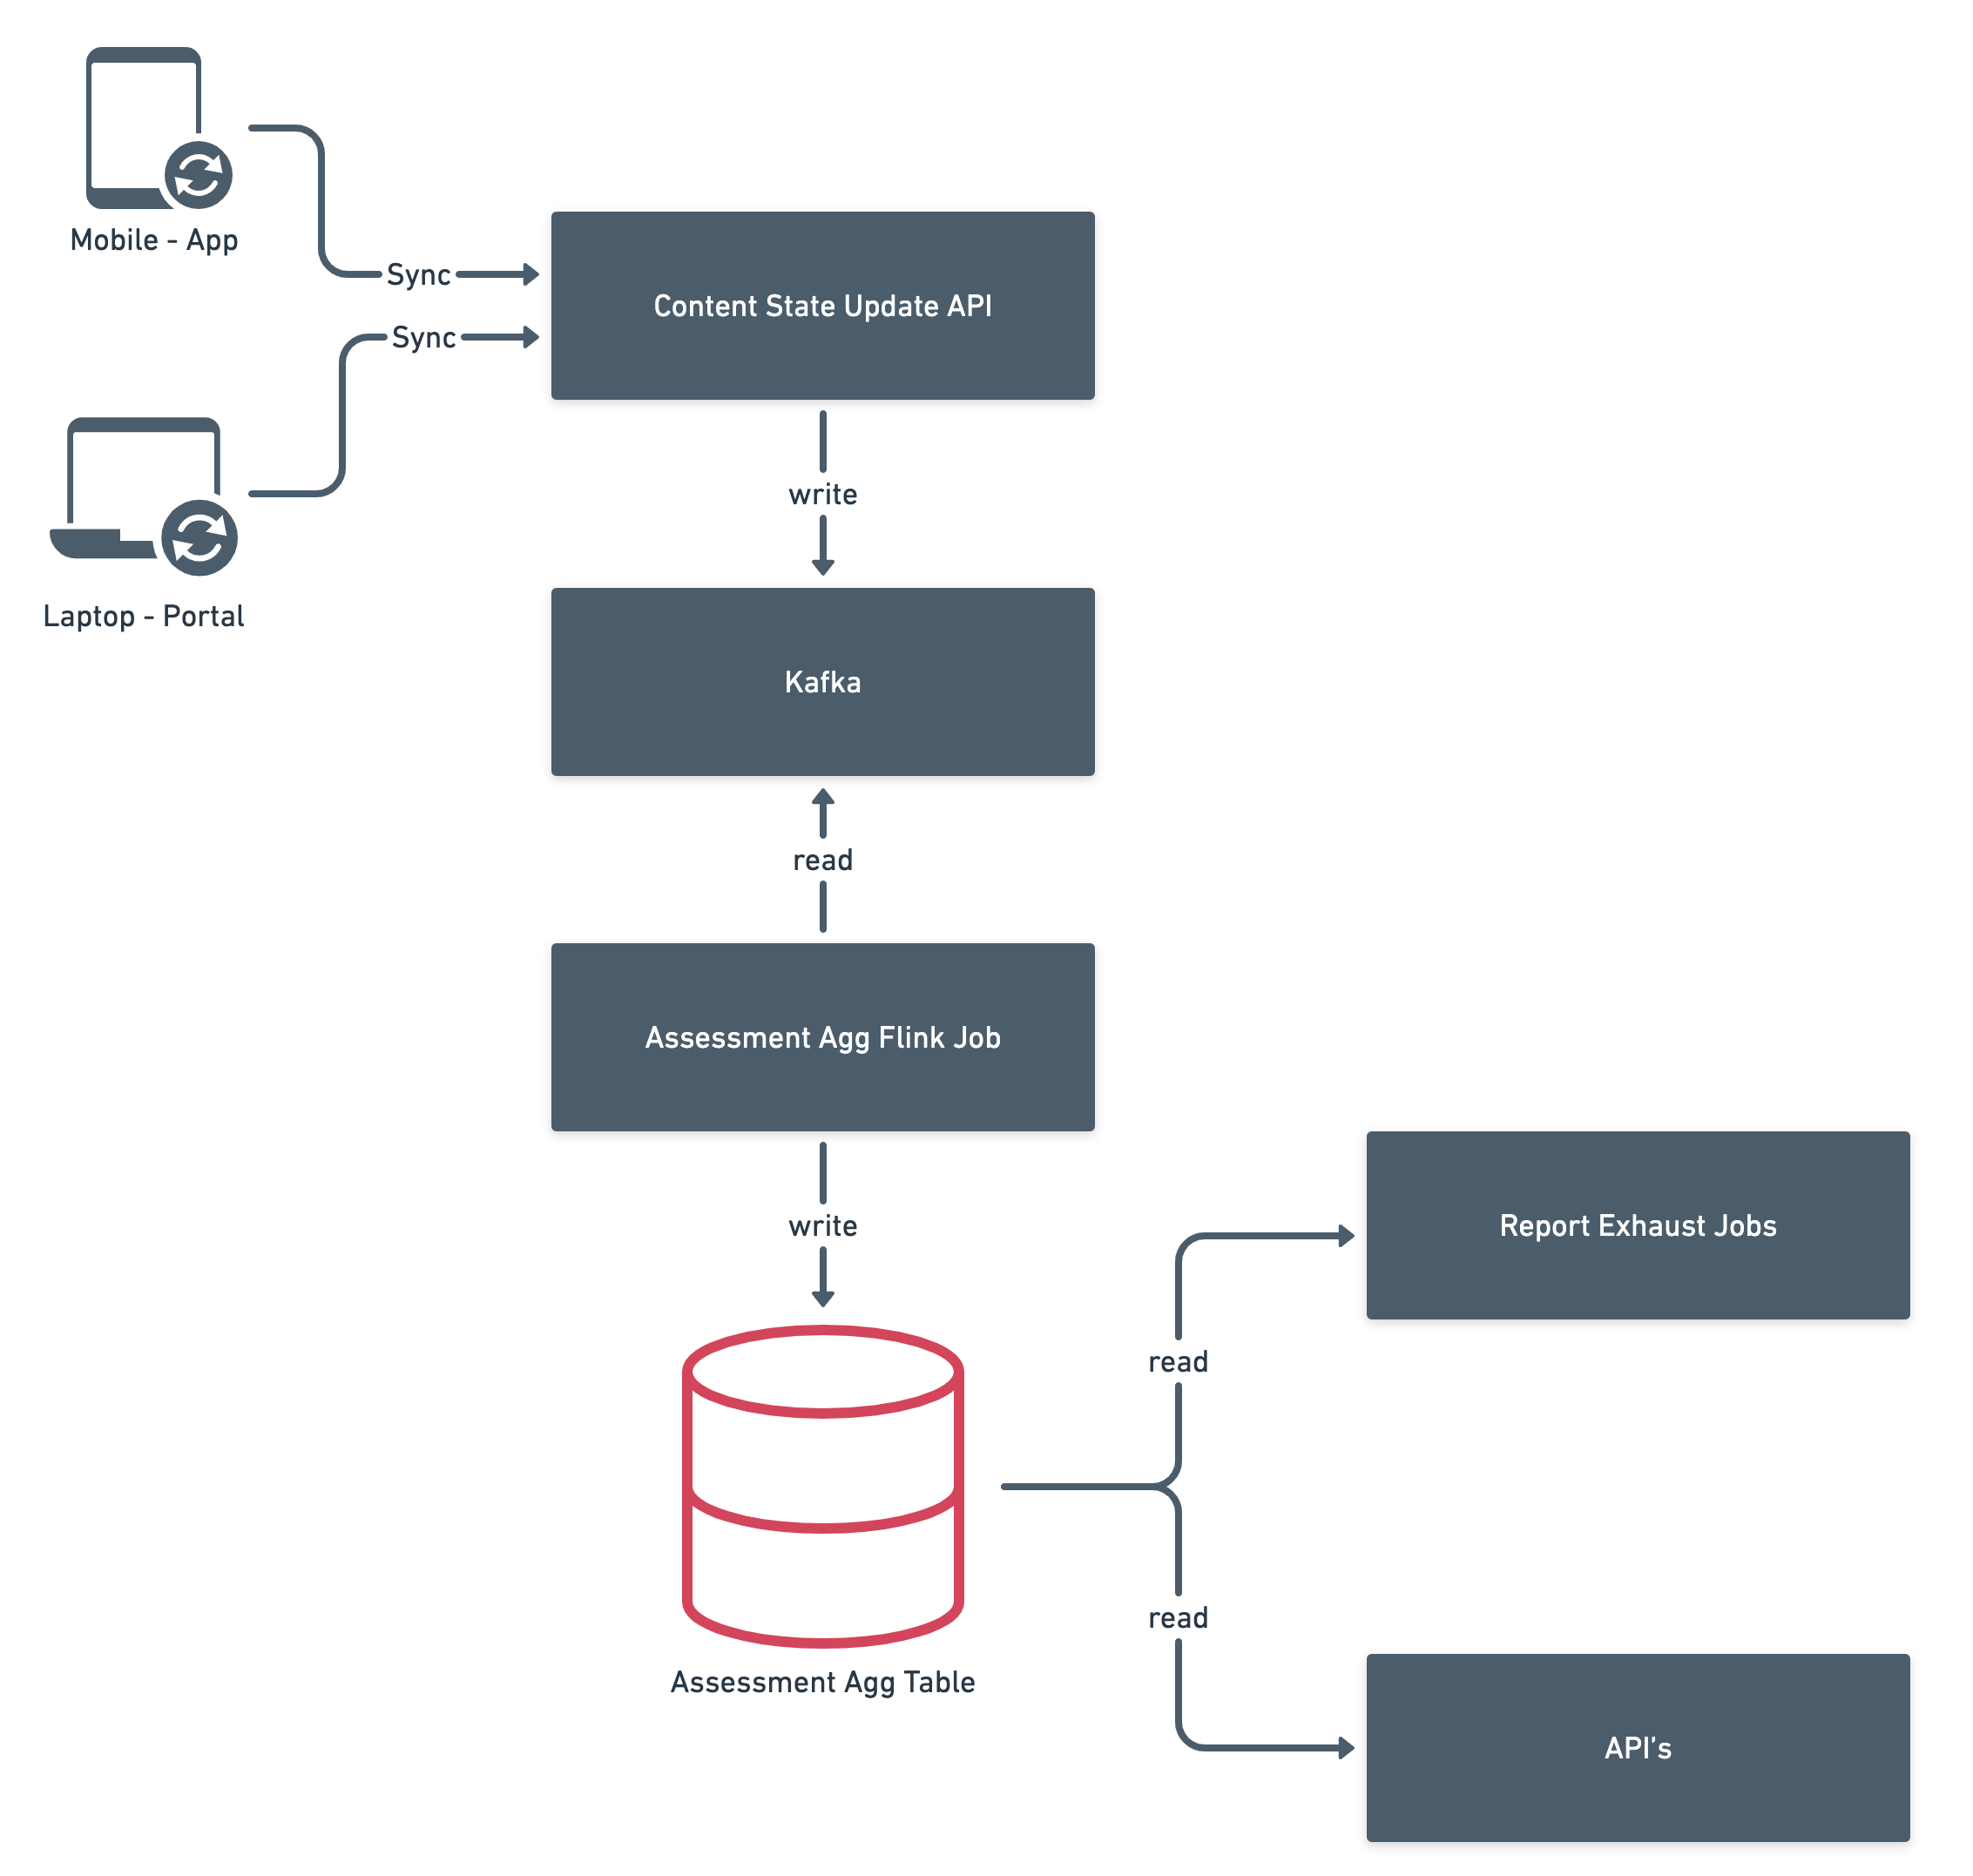 Mobile - App
Sync
Content State Update API
Sync
Laptop - Portal
write
Kafka
read
Assessment Agg Flink Job
write
Report Exhaust Jobs
read
Assessment Agg Table
read
API's